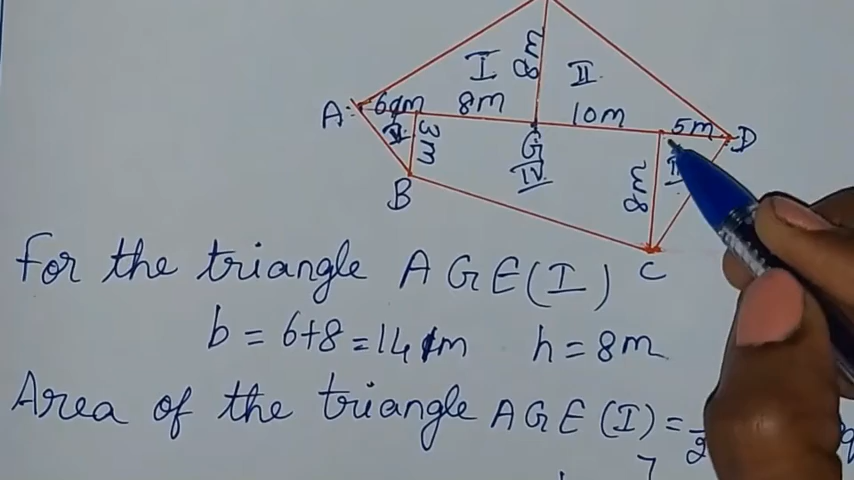 8m
I
II
A
6m
8m
10m
5m
D
3m
G
IV
8m
B
C
For the triangle AGE(I)
b = 6+8 = 14m h = 8m
Area of the triangle AGE(I) =
7